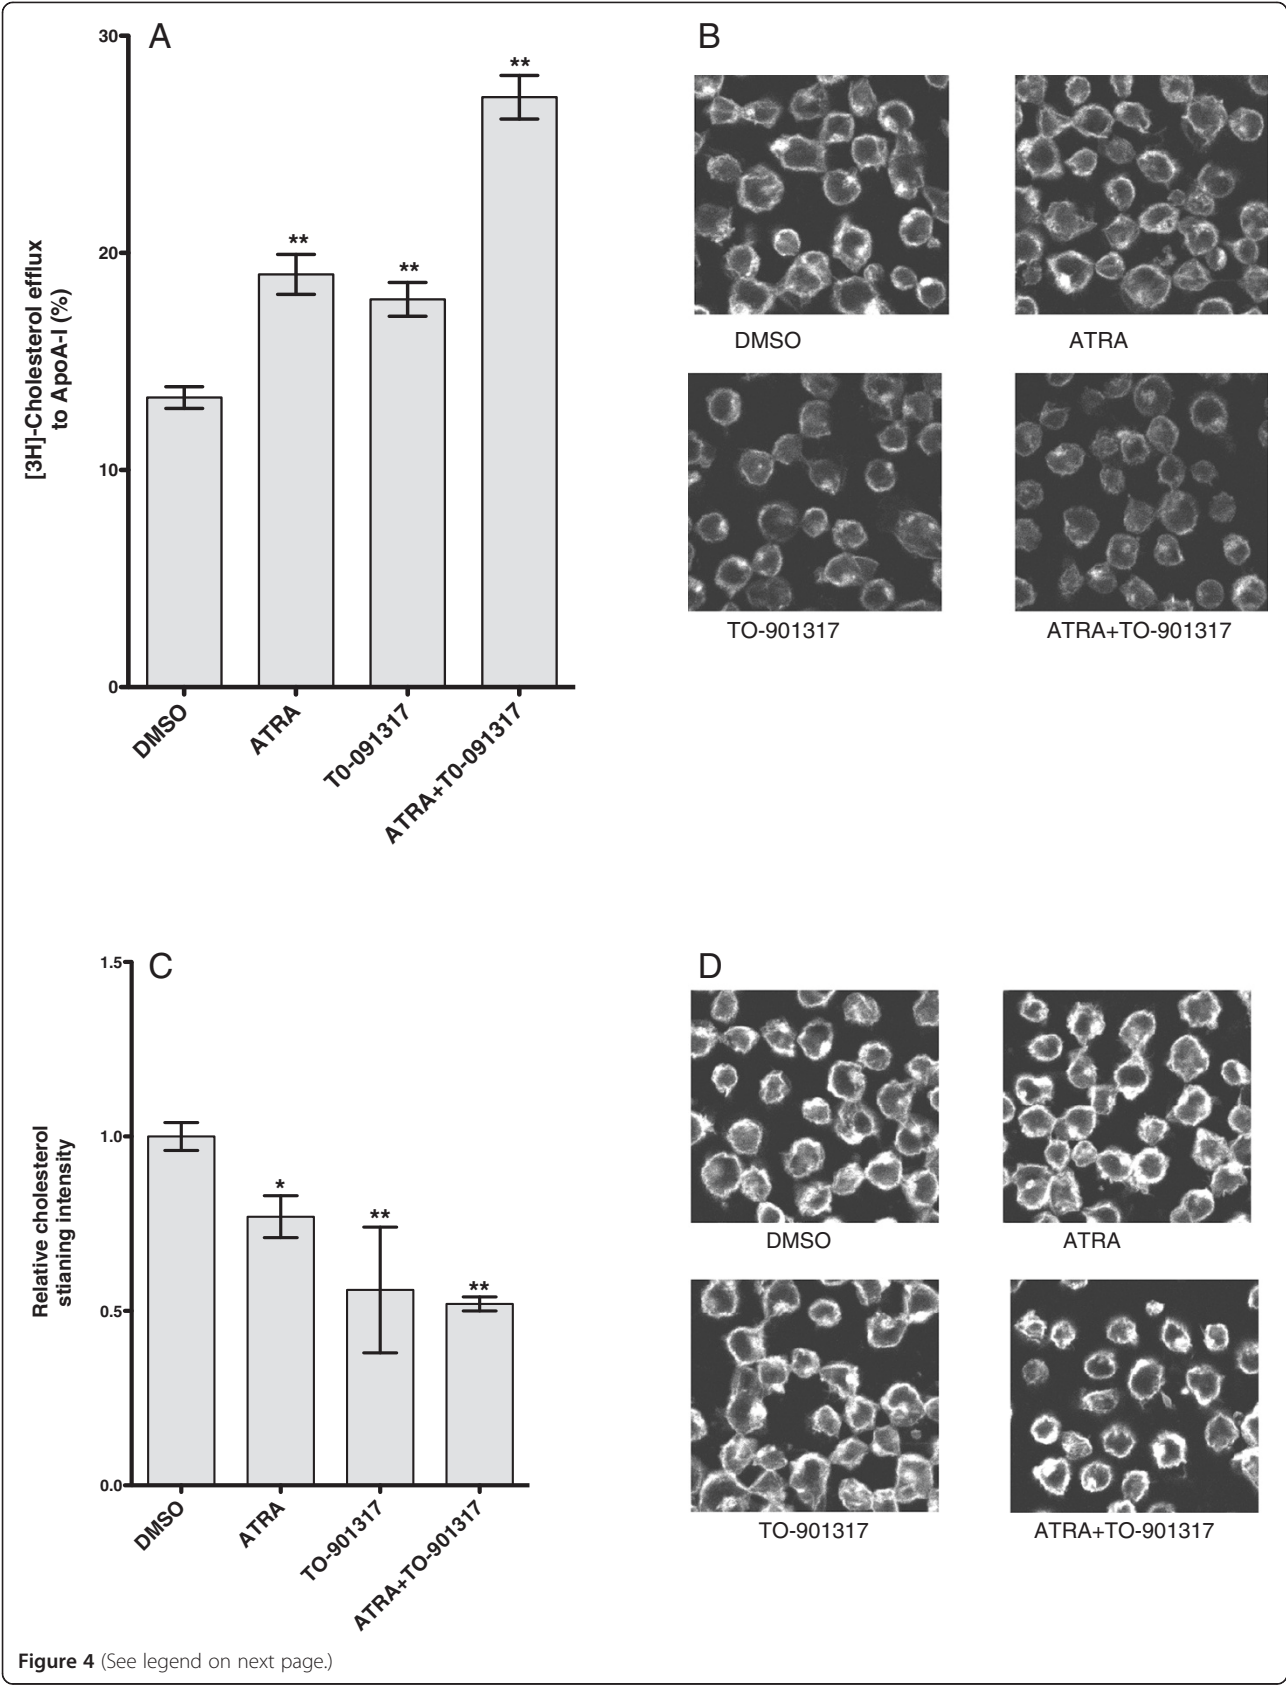 A
30
20
10
0
[3H]-Cholesterol efflux
to ApoA-I (%)
**
**
**
DMSO
ATRA
T0-091317
ATRA+T0-091317
B
DMSO
ATRA
TO-901317
ATRA+TO-901317
C
1.5
1.0
0.5
0.0
Relative cholesterol
stianing intensity
*
**
**
DMSO
ATRA
TO-901317
ATRA+TO-901317
D
DMSO
ATRA
TO-901317
ATRA+TO-901317
Figure 4 (See legend on next page.)